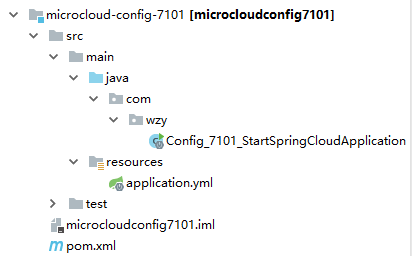 microcloud-config-7101 [microcloudconfig7101]
src
main
java
com
wzy
Config_7101_StartSpringCloudApplication
resources
application.yml
test
microcloudconfig7101.iml
pom.xml